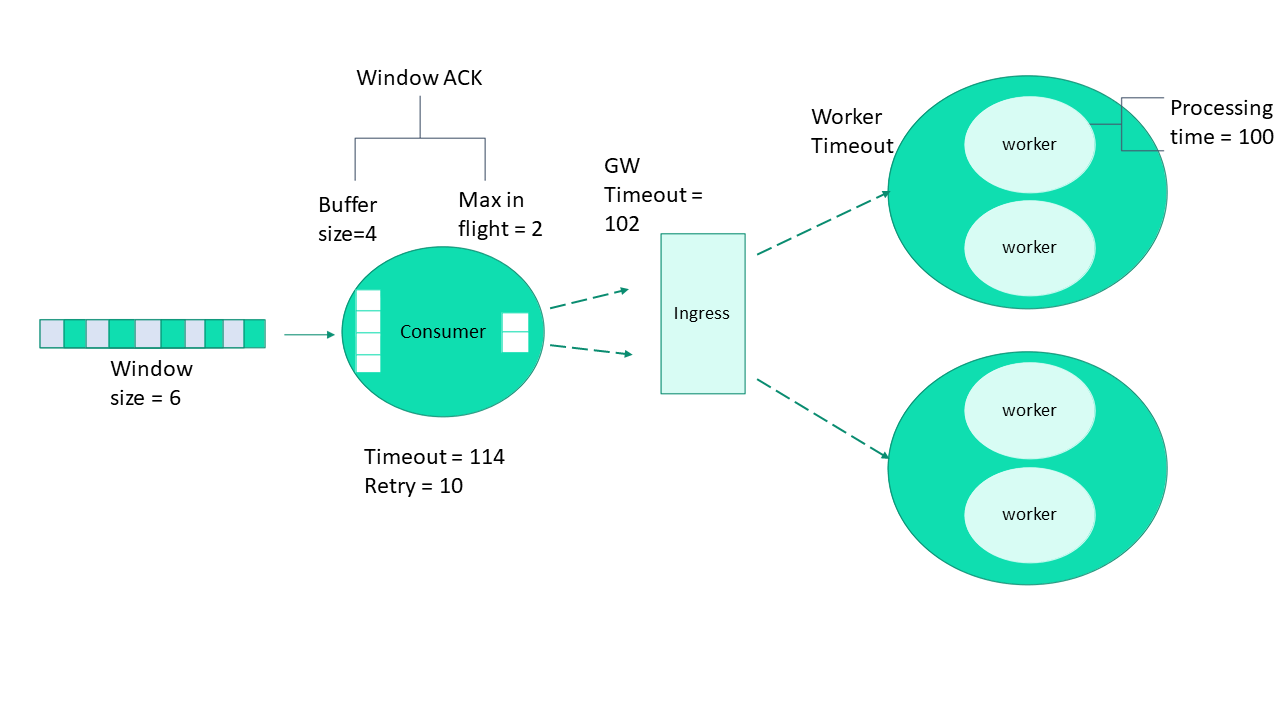 Window ACK
Buffer
size=4
Max in
flight = 2
GW
Timeout =
102
Worker
Timeout
Processing
time = 100
worker
worker
Window
size = 6
Consumer
Ingress
Timeout = 114
Retry = 10
worker
worker